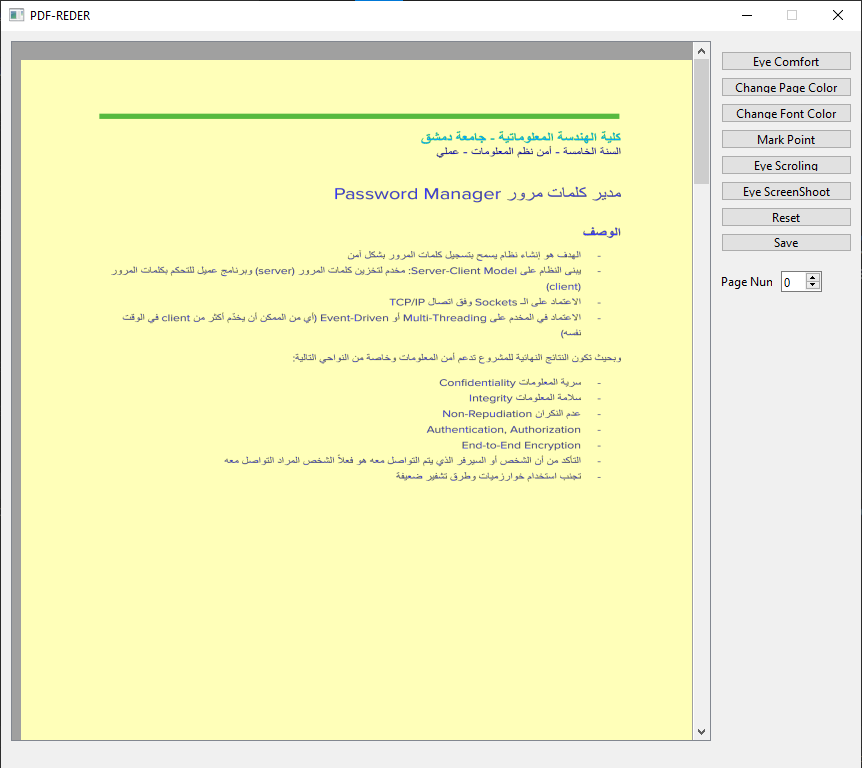 PDF-REDER
كلية الهندسة المعلوماتية - جامعة دمشق
السنة الخامسة - أمن نظم المعلومات - عملي
مدير كلمات مرور Password Manager
الوصف
- الهدف هو إنشاء نظام يسمح بتسجيل كلمات المرور بشكل آمن
- يبنى النظام على Server-Client Model: مخدم لتخزين كلمات المرور (server) وبرنامج عميل للتحكم بكلمات المرور
(client)
- الاعتماد على الـ Sockets وفق اتصال TCP/IP
- الاعتماد في المخدم على Multi-Threading أو Event-Driven (أي من الممكن أن يخدّم أكثر من client في الوقت
نفسه)
وبحيث تكون النتائج النهائية للمشروع تدعم أمن المعلومات وخاصة من النواحي التالية:
- سرية المعلومات Confidentiality
- سلامة المعلومات Integrity
- عدم النكران Non-Repudiation
- Authentication, Authorization
- End-to-End Encryption
- التأكد من أن الشخص أو السيرفر الذي يتم التواصل معه هو فعلاً الشخص المراد التواصل معه
- تجنب استخدام خوارزميات وطرق تشفير ضعيفة
Eye Comfort
Change Page Color
Change Font Color
Mark Point
Eye Scroling
Eye ScreenShoot
Reset
Save
Page Nun 0